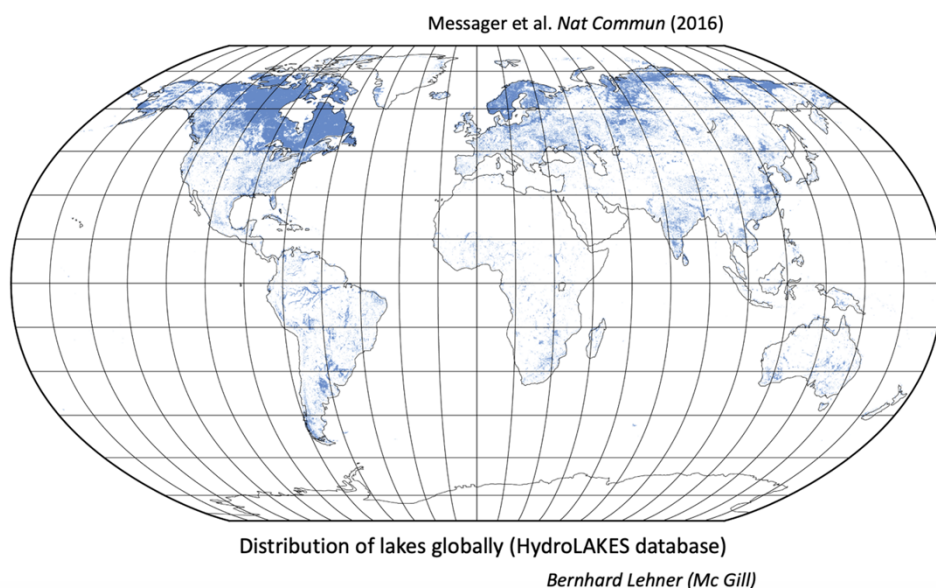 Messager et al. Nat Commun (2016)
Distribution of lakes globally (HydroLAKES database)
Bernhard Lehner (Mc Gill)